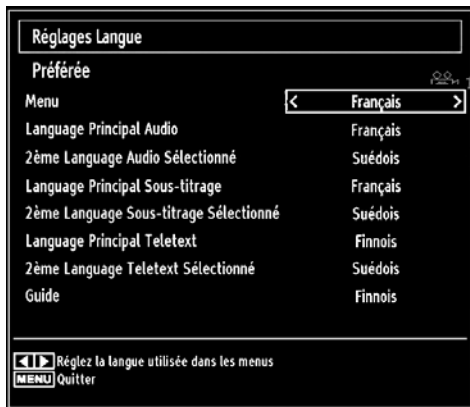 Réglages Langue
Préférée
Menu < Français >
Language Principal Audio Français
2ème Language Audio Sélectionné Suédois
Language Principal Sous-titrage Français
2ème Language Sous-titrage Sélectionné Suédois
Language Principal Teletext Finnois
2ème Language Teletext Sélectionné Suédois
Guide Finnois
Réglez la langue utilisée dans les menus
MENU Quitter